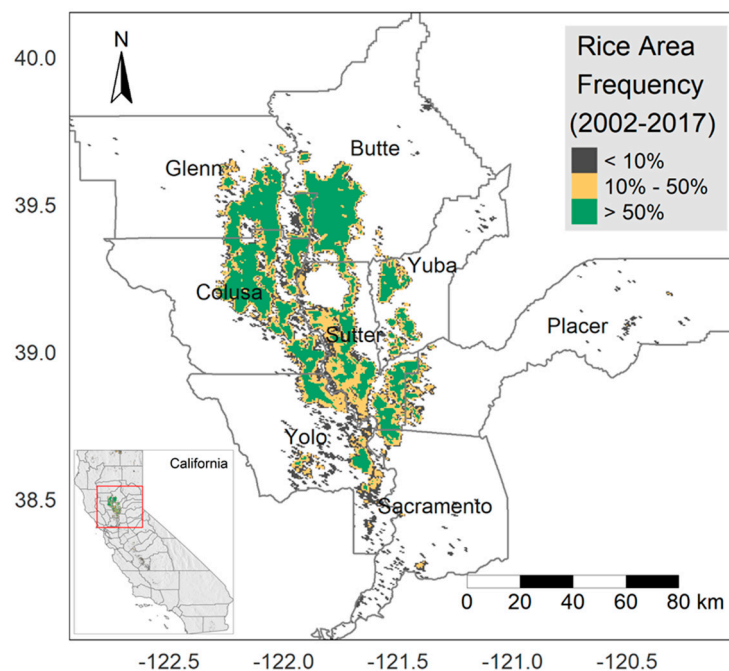 N
Rice Area
Frequency
(2002-2017)
< 10%
10% - 50%
> 50%
40.0
39.5
39.0
38.5
Butte
Glenn
Yuba
Colusa
Placer
Sutter
Yolo
Sacramento
California
0 20 40 60 80 km
-122.5 -122.0 -121.5 -121.0 -120.5